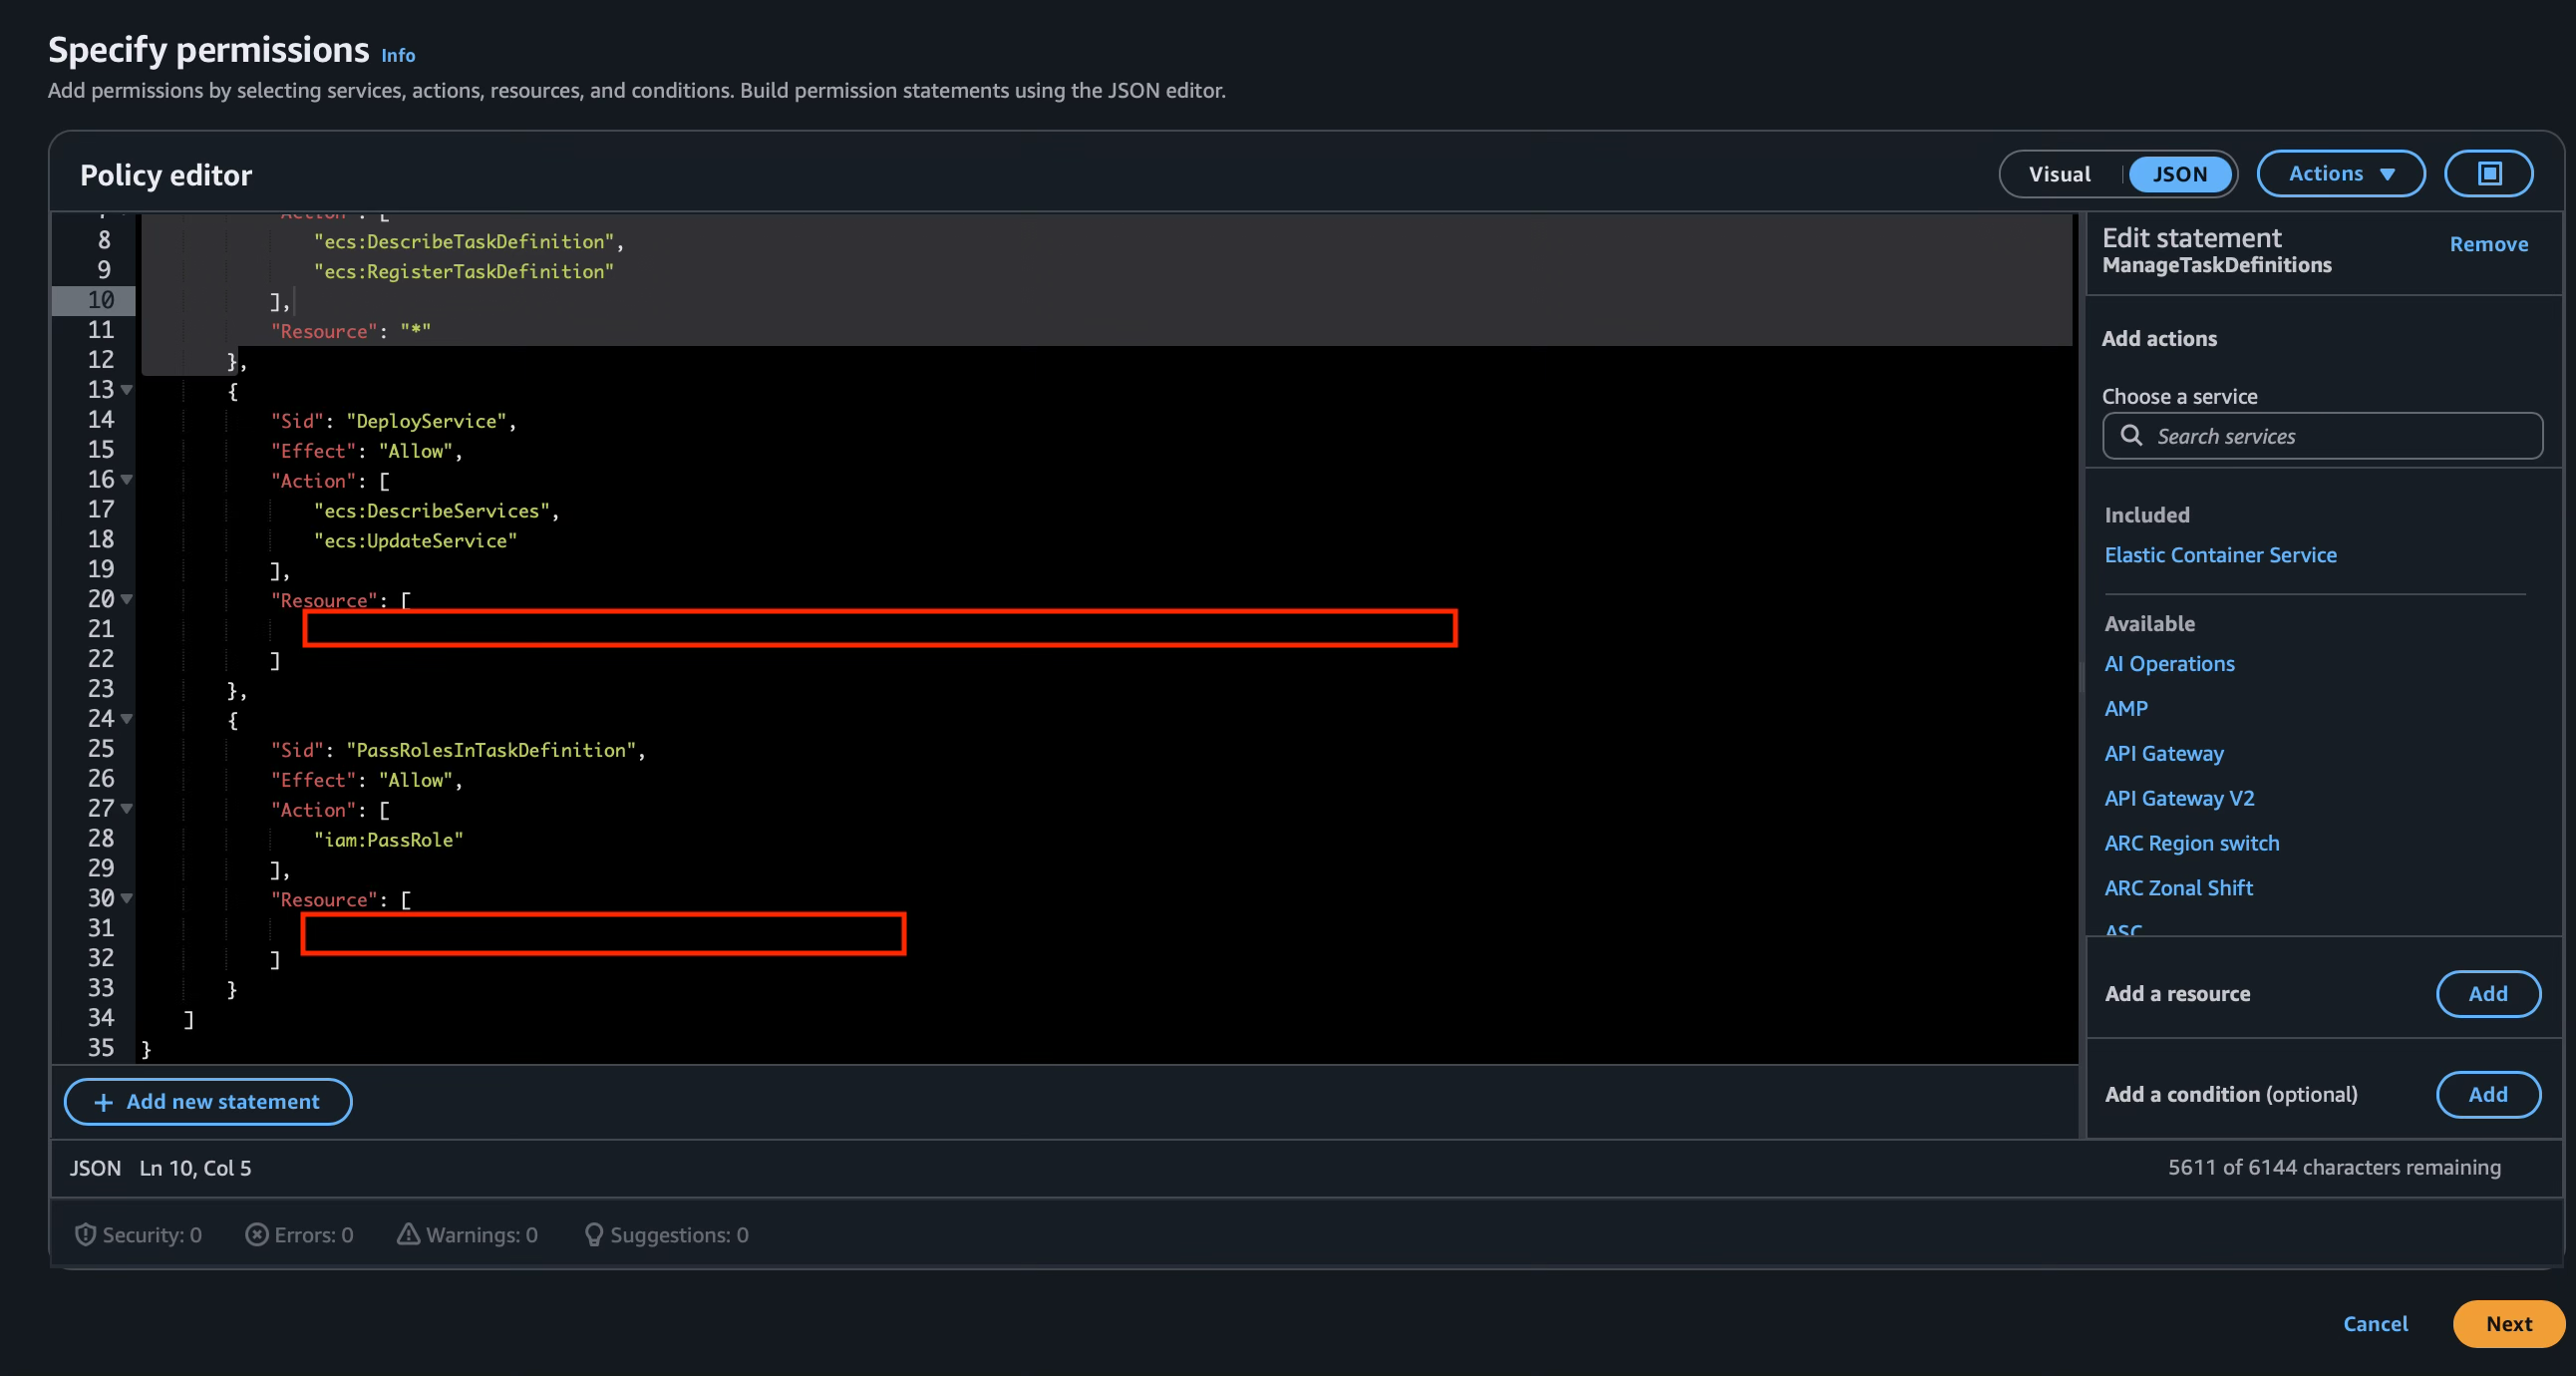 Specify permissions Info
Add permissions by selecting services, actions, resources, and conditions. Build permission statements using the JSON editor.
Policy editor
Visual
JSON
Actions
8 "ecs:DescribeTaskDefinition",
9 "ecs:RegisterTaskDefinition"
10 ],
11 "Resource": "*"
12 },
13 {
14 "Sid": "DeployService",
15 "Effect": "Allow",
16 "Action": [
17 "ecs:DescribeServices",
18 "ecs:UpdateService"
19 ],
20 "Resource": [
21
22 ]
23 },
24 {
25 "Sid": "PassRolesInTaskDefinition",
26 "Effect": "Allow",
27 "Action": [
28 "iam:PassRole"
29 ],
30 "Resource": [
31
32 ]
33 }
34 ]
35 }
Edit statement
ManageTaskDefinitions
Remove
Add actions
Choose a service
Search services
Included
Elastic Container Service
Available
AI Operations
AMP
API Gateway
API Gateway V2
ARC Region switch
ARC Zonal Shift
ASC
Add a resource
Add
Add a condition (optional)
Add
+ Add new statement
JSON Ln 10, Col 5
5611 of 6144 characters remaining
Security: 0
Errors: 0
Warnings: 0
Suggestions: 0
Cancel
Next